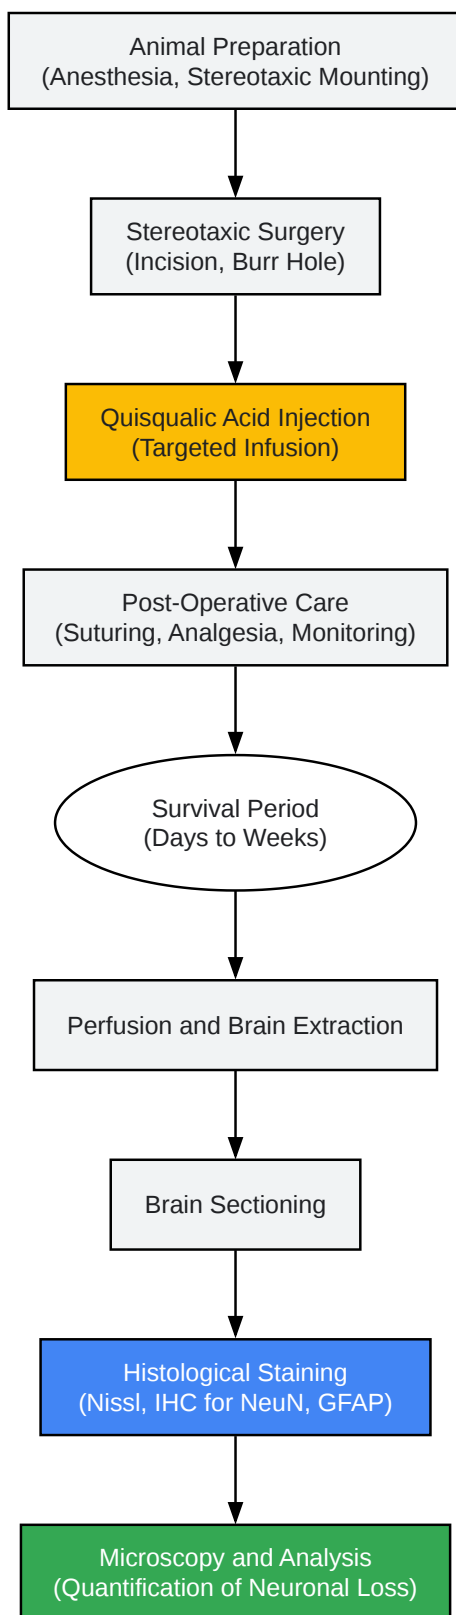 Animal Preparation
(Anesthesia, Stereotaxic Mounting)
Stereotaxic Surgery
(Incision, Burr Hole)
Quisqualic Acid Injection
(Targeted Infusion)
Post-Operative Care
(Suturing, Analgesia, Monitoring)
Survival Period
(Days to Weeks)
Perfusion and Brain Extraction
Brain Sectioning
Histological Staining
(Nissl, IHC for NeuN, GFAP)
Microscopy and Analysis
(Quantification of Neuronal Loss)